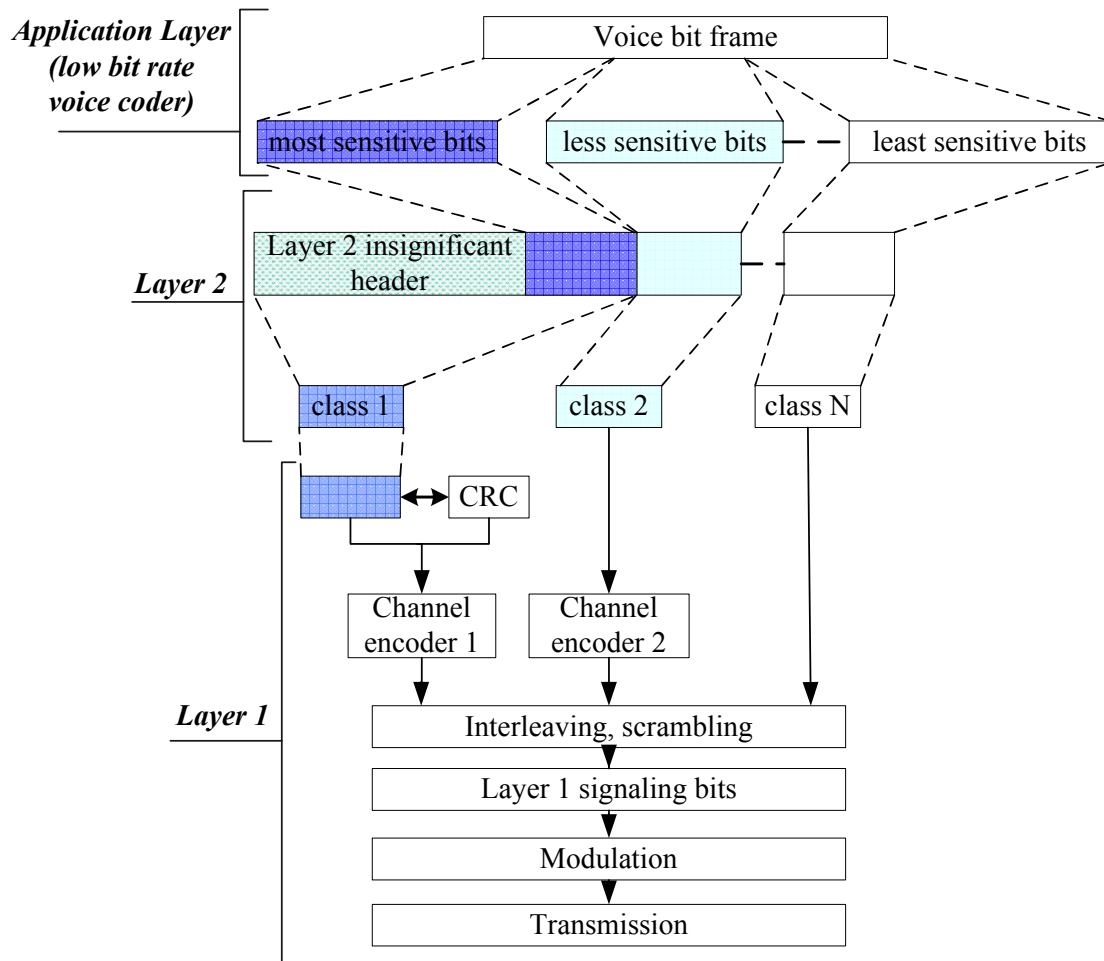 Application Layer
(low bit rate
voice coder)
Voice bit frame
most sensitive bits
less sensitive bits
least sensitive bits
Layer 2
Layer 2 insignificant
header
class 1
class 2
class N
Layer 1
CRC
Channel
encoder 1
Channel
encoder 2
Interleaving, scrambling
Layer 1 signaling bits
Modulation
Transmission